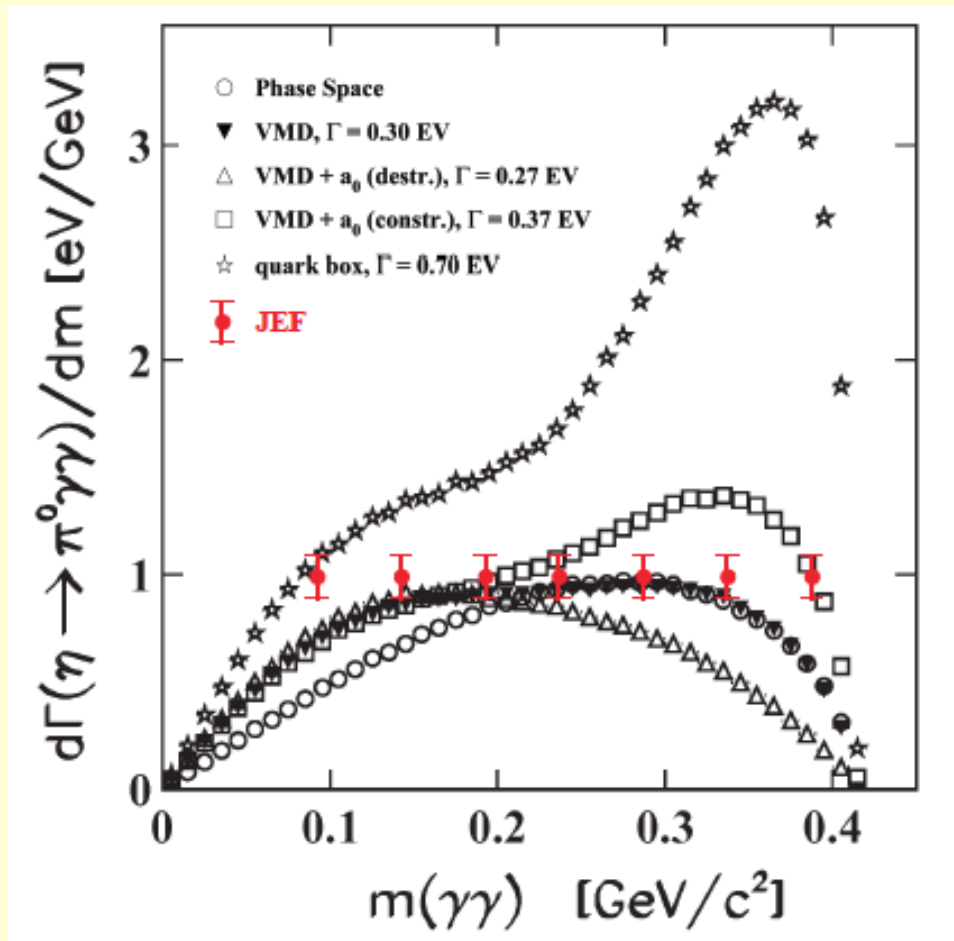 dΓ(η → π⁰γγ)/dm [eV/GeV]
3
2
1
0
Phase Space
VMD, Γ = 0.30 EV
VMD + a₀ (destr.), Γ = 0.27 EV
VMD + a₀ (constr.), Γ = 0.37 EV
quark box, Γ = 0.70 EV
JEF
0 0.1 0.2 0.3 0.4
m(γγ) [GeV/c²]